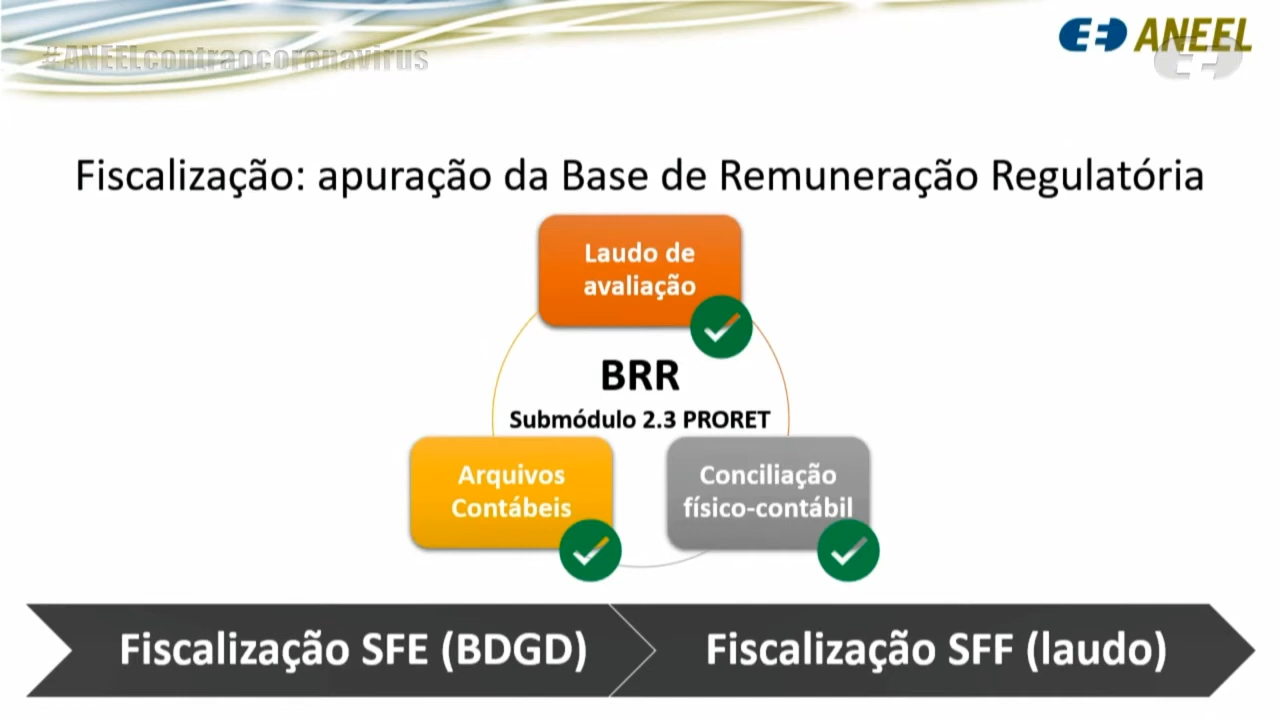 #ANEELcontraocoronavirus
ANEEL
Fiscalização: apuração da Base de Remuneração Regulatória
Laudo de
avaliação
BRR
Submódulo 2.3 PRORET
Arquivos
Contábeis
Conciliação
físico-contábil
Fiscalização SFE (BDGD)
Fiscalização SFF (laudo)